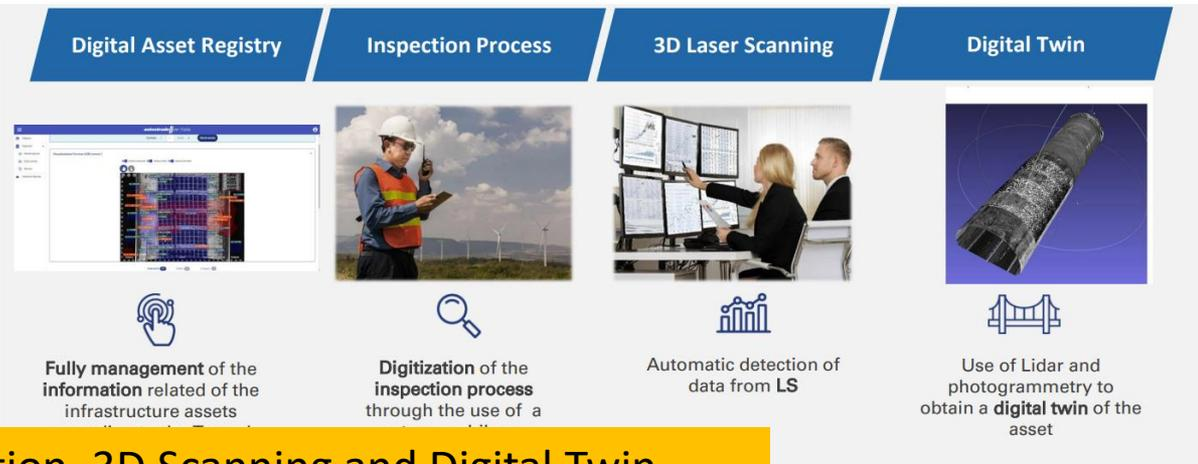 Digital Asset Registry
Inspection Process
3D Laser Scanning
Digital Twin
Fully management of the
information related of the
infrastructure assets
Digitization of the
inspection process
through the use of a
Automatic detection of
data from LS
Use of Lidar and
photogrammetry to
obtain a digital twin of the
asset
3D Scanning and Digital Twin